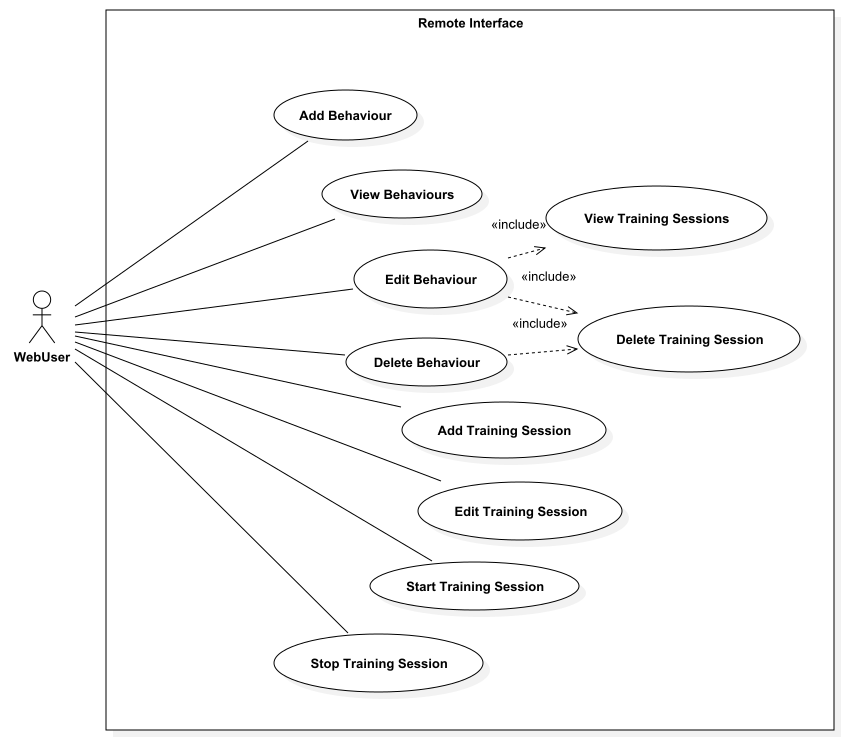 Remote Interface
Add Behaviour
View Behaviours
«include»
View Training Sessions
Edit Behaviour
«include»
«include»
Delete Training Session
WebUser
Delete Behaviour
Add Training Session
Edit Training Session
Start Training Session
Stop Training Session